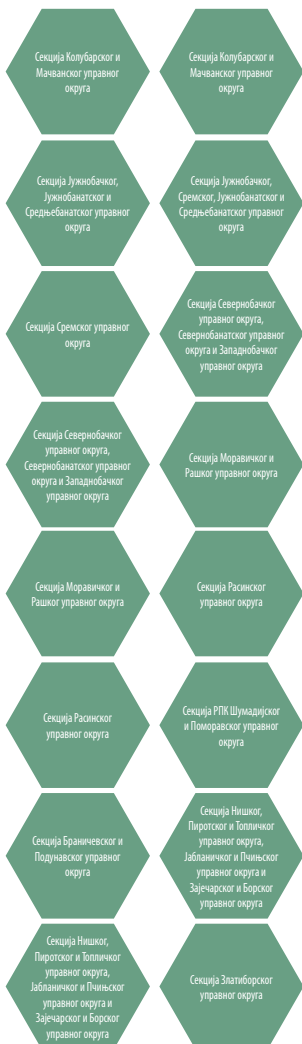 Секција Колубарског и
Мачванског управног
округа
Секција Колубарског и
Мачванског управног
округа
Секција Јужнобачког,
Јужнобанатског и
Средњебанатског управног
округа
Секција Јужнобачког,
Сремског, Јужнобанатског и
Средњебанатског управног
округа
Секција Сремског управног
округа
Секција Севернобачког
управног округа,
Севернобанатског управног
округа и Западнобачког
управног округа
Секција Севернобачког
управног округа,
Севернобанатског управног
округа и Западнобачког
управног округа
Секција Моравичког и
Рашког управног округа
Секција Моравичког и
Рашког управног округа
Секција Расинског
управног округа
Секција Расинског
управног округа
Секција РПК Шумадијског
и Поморавског управног
округа
Секција Браничевског и
Подунавског управног
округа
Секција Нишког,
Пиротског и Топличког
управног округа,
Јабланичког и Пчињског
управног округа и
Зајечарског и Борског
управног округа
Секција Нишког,
Пиротског и Топличког
управног округа,
Јабланичког и Пчињског
управног округа и
Зајечарског и Борског
управног округа
Секција Златиборског
управног округа